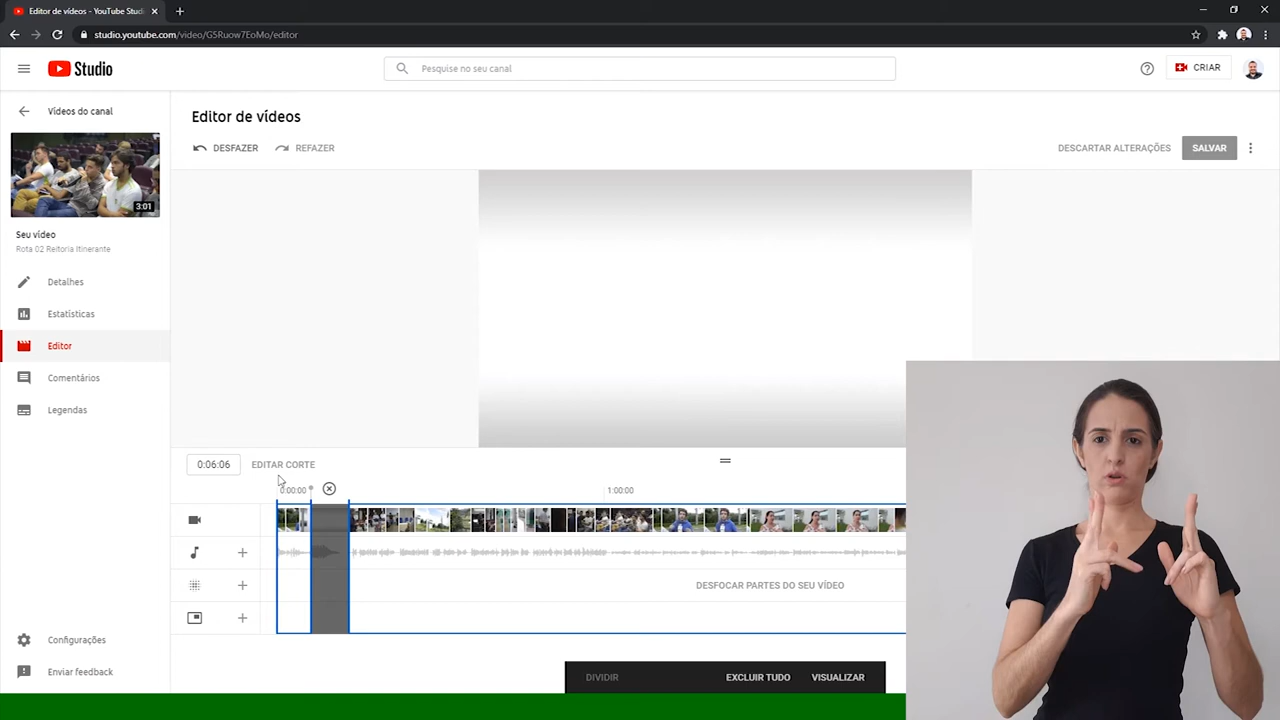 Editor de vídeos - YouTube Studio
studio.youtube.com/video/G5Ruow7EoMo/editor
Studio
Pesquise no seu canal
CRIAR
Vídeos do canal
3:01
Seu vídeo
Rota 02 Reitoria Itinerante
Detalhes
Estatísticas
Editor
Comentários
Legendas
Configurações
Enviar feedback
Editor de vídeos
DESFAZER
REFAZER
DESCARTAR ALTERAÇÕES
SALVAR
0:06:06
EDITAR CORTE
0:00:00
1:00:00
DESFOCAR PARTES DO SEU VÍDEO
DIVIDIR
EXCLUIR TUDO
VISUALIZAR